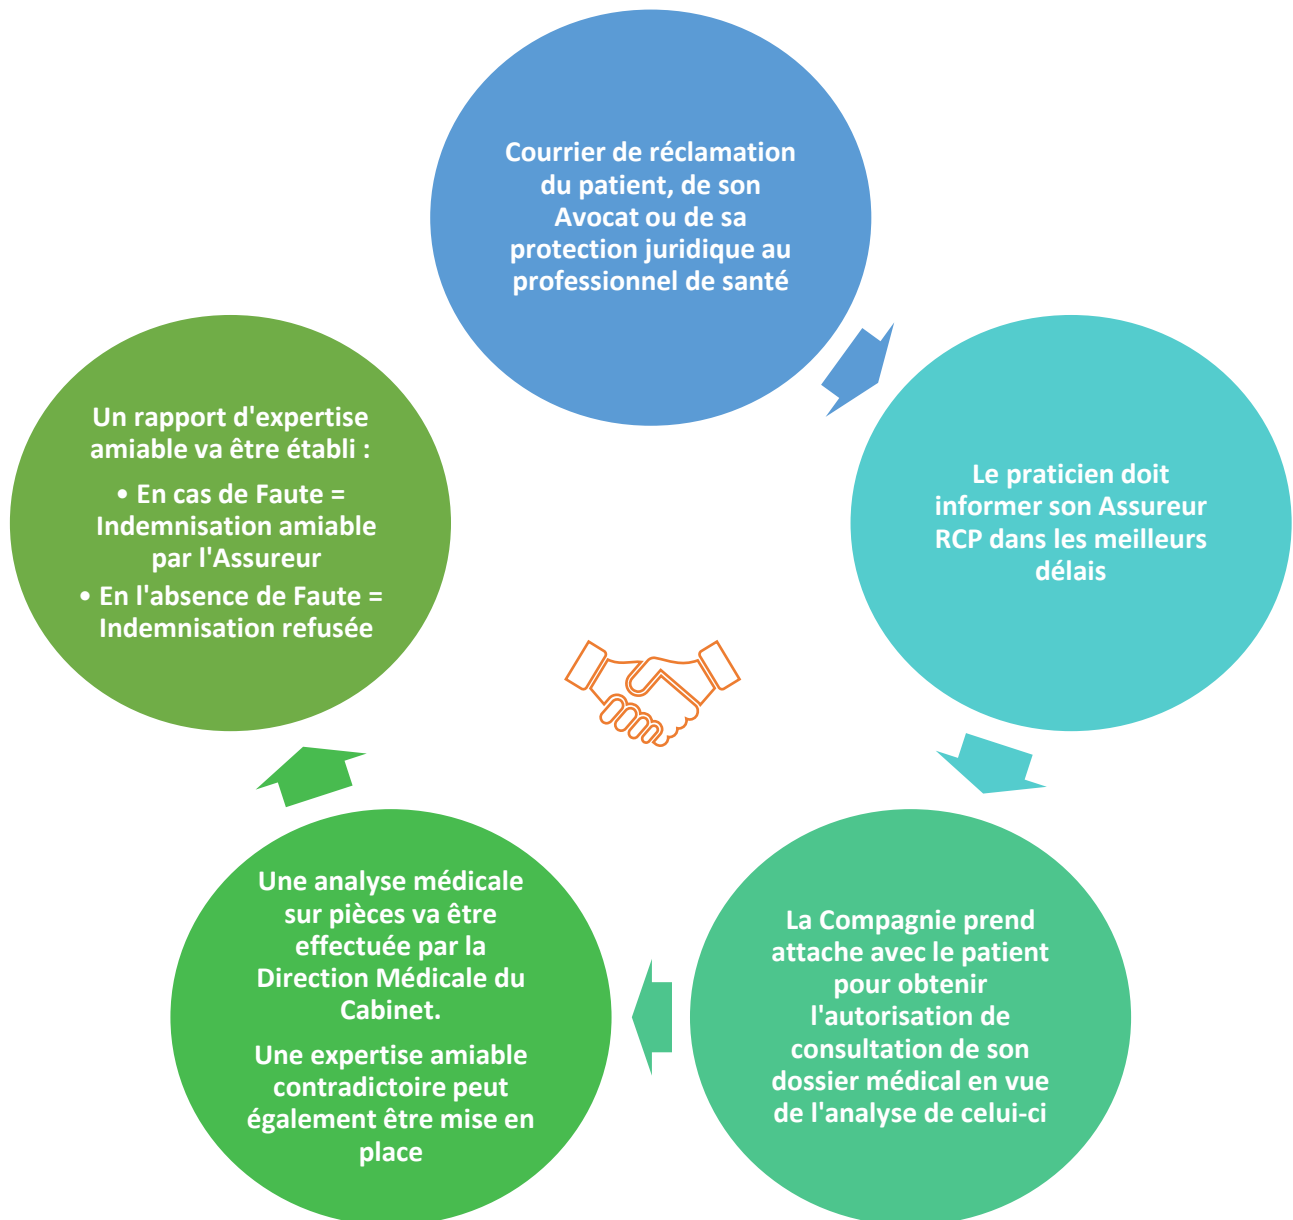 Courrier de réclamation
du patient, de son
Avocat ou de sa
protection juridique au
professionnel de santé
Le praticien doit
informer son Assureur
RCP dans les meilleurs
délais
La Compagnie prend
attache avec le patient
pour obtenir
l'autorisation de
consultation de son
dossier médical en vue
de l'analyse de celui-ci
Une analyse médicale
sur pièces va être
effectuée par la
Direction Médicale du
Cabinet.
Une expertise amiable
contradictoire peut
également être mise en
place
Un rapport d'expertise
amiable va être établi :
• En cas de Faute =
Indemnisation amiable
par l'Assureur
• En l'absence de Faute =
Indemnisation refusée